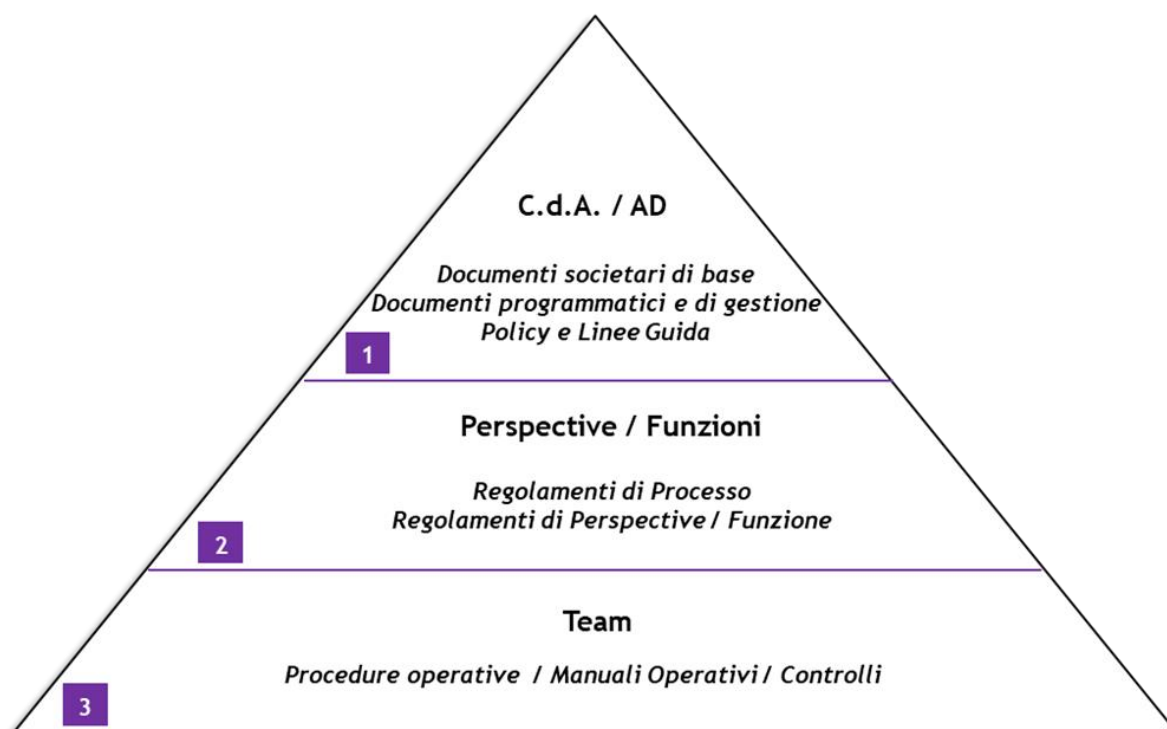 C.d.A. / AD
Documenti societari di base
Documenti programmatici e di gestione
Policy e Linee Guida
1
Perspective / Funzioni
Regolamenti di Processo
Regolamenti di Perspective / Funzione
2
Team
Procedure operative / Manuali Operativi / Controlli
3